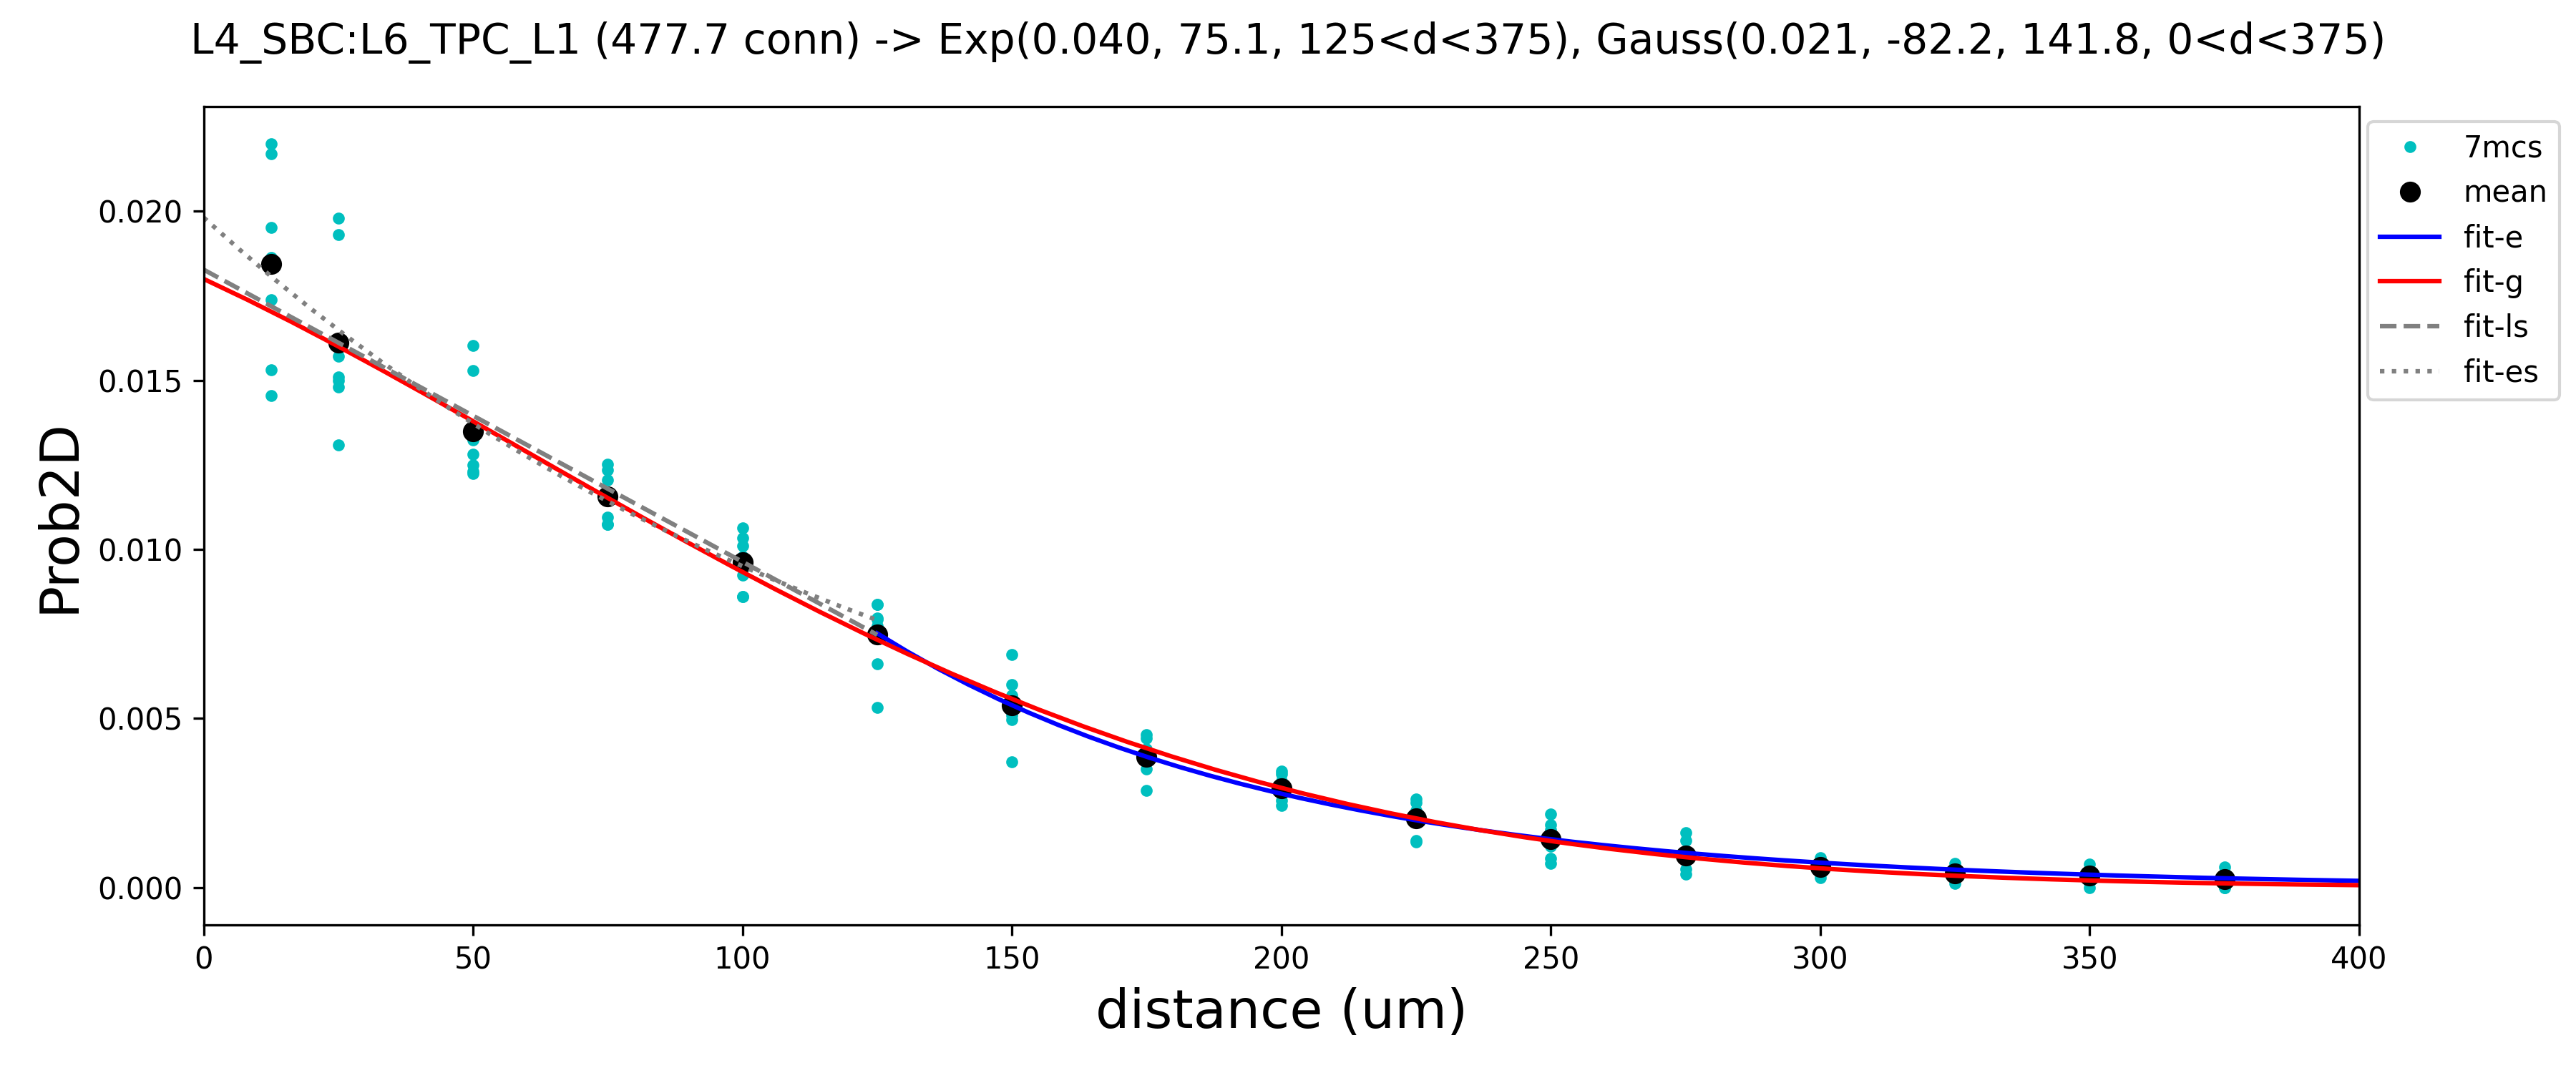 L4_SBC:L6_TPC_L1 (477.7 conn) -> Exp(0.040, 75.1, 125<d<375), Gauss(0.021, -82.2, 141.8, 0<d<375)
7mcs
mean
fit-e
fit-g
fit-ls
fit-es
Prob2D
0.020
0.015
0.010
0.005
0.000
0 50 100 150 200 250 300 350 400
distance (um)